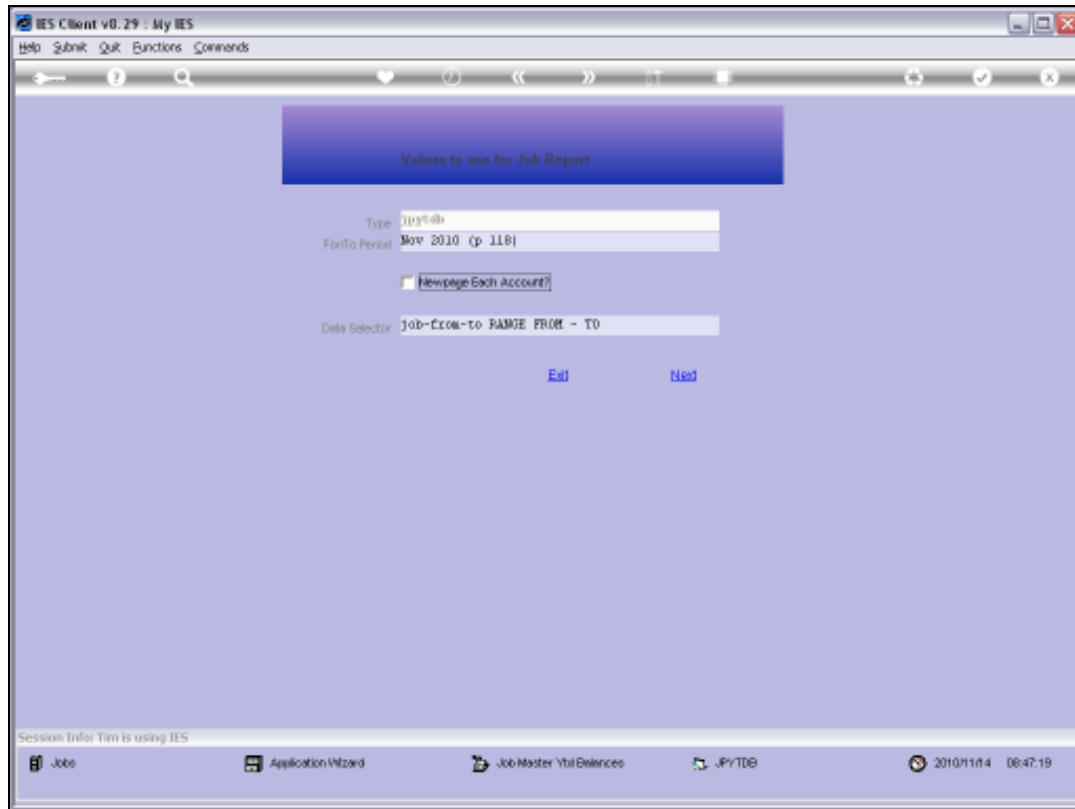 IES Client v8.29 : My IES
Help Submit Quit Functions Commands
Values to use for Job Report
Type jpytdb
For/To Period Nov 2010 (p 118)
Newpage Each Account?
Data Selector job-from-to RANGE FROM - TO
Exit Next
Session Info: Tim is using IES
Jobs Application Wizard Job Master Ytd Balances JPYTDB 2010/11/14 08:47:19